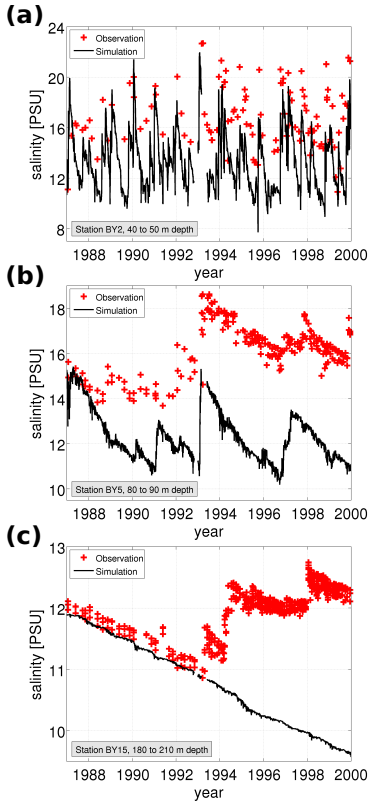 (a)
24
20
16
12
8
salinity [PSU]
Observation
Simulation
Station BY2, 40 to 50 m depth
1988 1990 1992 1994 1996 1998 2000
year
(b)
18
16
14
12
10
salinity [PSU]
Observation
Simulation
Station BY5, 80 to 90 m depth
1988 1990 1992 1994 1996 1998 2000
year
(c)
13
12
11
10
salinity [PSU]
Observation
Simulation
Station BY15, 180 to 210 m depth
1988 1990 1992 1994 1996 1998 2000
year